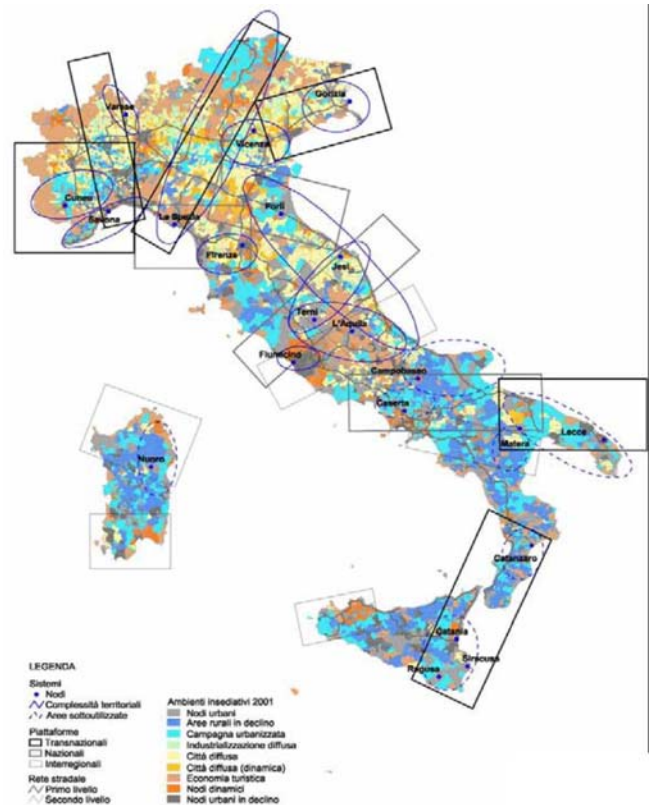 Gorizia
Varese
Vicenza
Cuneo
Savona
La Spezia
Forlì
Firenze
Jesi
Terni
L'Aquila
Fiumicino
Campobasso
Caserta
Matera
Lecce
Nuoro
Catanzaro
Catania
Siracusa
Ragusa
LEGENDA
Sistemi
Nodi
Complessità territoriali
Aree sottoutilizzate
Piattaforme
Transnazionali
Nazionali
Interregionali
Rete stradale
Primo livello
Secondo livello
Ambienti insediativi 2001
Nodi urbani
Aree rurali in declino
Campagna urbanizzata
Industrializzazione diffusa
Città diffusa
Città diffusa (dinamica)
Economia turistica
Nodi dinamici
Nodi urbani in declino